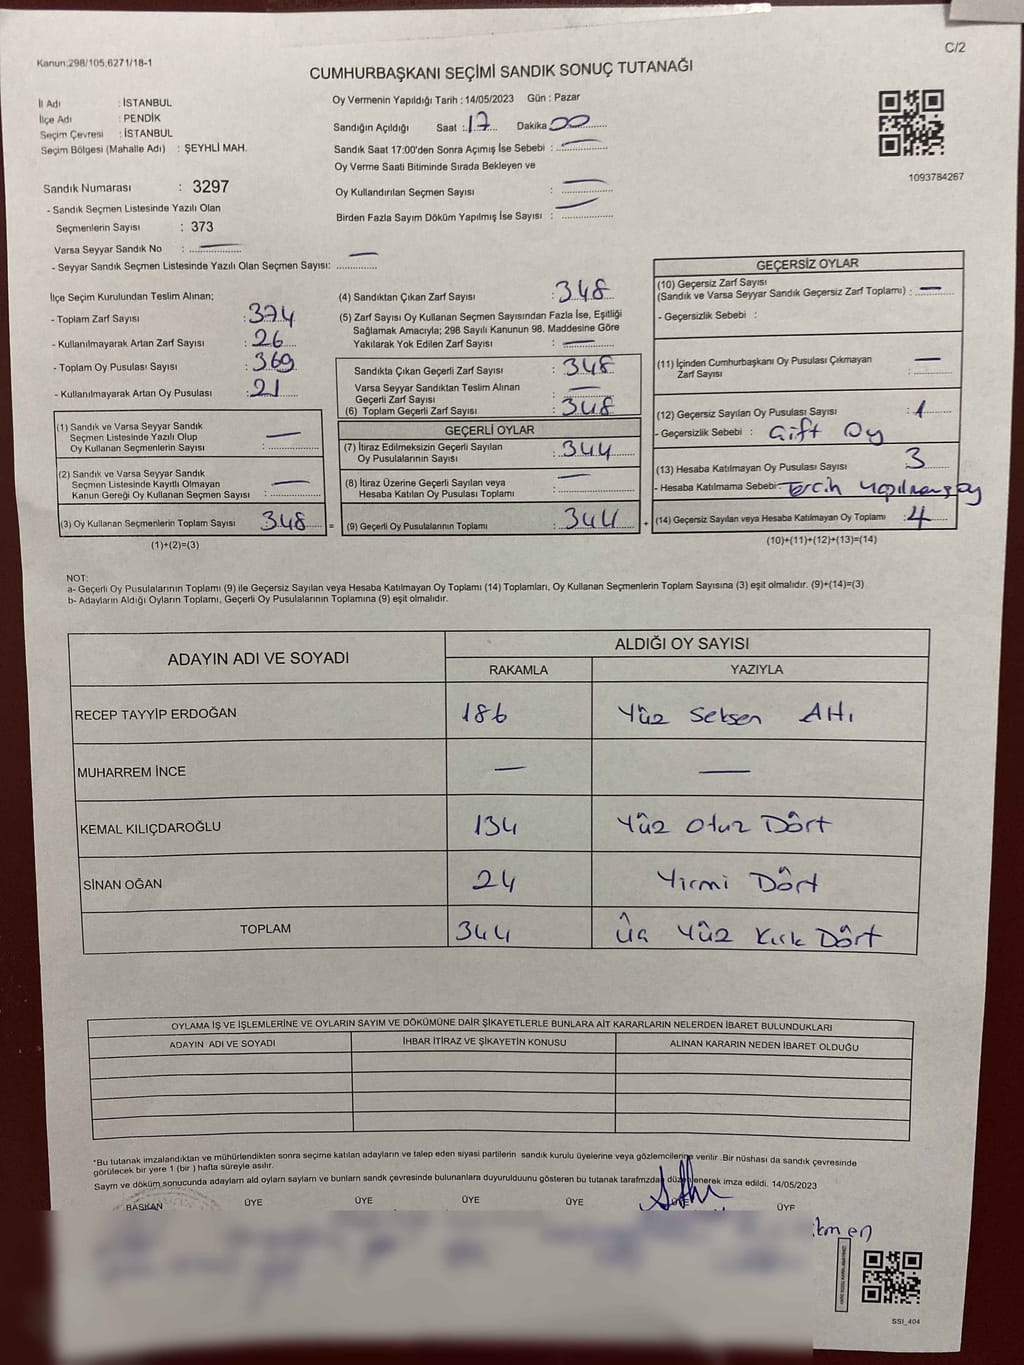 C/2
Kanun:298/105,6271/18-1
CUMHURBAŞKANI SEÇİMİ SANDIK SONUÇ TUTANAĞI
İl Adı : İSTANBUL
İlçe Adı : PENDİK
Seçim Çevresi : İSTANBUL
Seçim Bölgesi (Mahalle Adı) : ŞEYHLİ MAH.
Sandık Numarası : 3297
- Sandık Seçmen Listesinde Yazılı Olan
Seçmenlerin Sayısı : 373
Varsa Seyyar Sandık No : —
- Seyyar Sandık Seçmen Listesinde Yazılı Olan Seçmen Sayısı: —
Oy Vermenin Yapıldığı Tarih : 14/05/2023 Gün : Pazar
Sandığın Açıldığı Saat : 17 Dakika 00
Sandık Saat 17:00'den Sonra Açımış İse Sebebi : —
Oy Verme Saati Bitiminde Sırada Bekleyen ve
Oy Kullandırılan Seçmen Sayısı : —
Birden Fazla Sayım Döküm Yapılmış İse Sayısı : —
1093784267
İlçe Seçim Kurulundan Teslim Alınan;
- Toplam Zarf Sayısı : 374
- Kullanılmayarak Artan Zarf Sayısı : 26
- Toplam Oy Pusulası Sayısı : 369
- Kullanılmayarak Artan Oy Pusulası : 21
(1) Sandık ve Varsa Seyyar Sandık
Seçmen Listesinde Yazılı Olup
Oy Kullanan Seçmenlerin Sayısı : —
(2) Sandık ve Varsa Seyyar Sandık
Seçmen Listesinde Kayıtlı Olmayan
Kanun Gereği Oy Kullanan Seçmen Sayısı : —
(3) Oy Kullanan Seçmenlerin Toplam Sayısı 348 =
(1)+(2)=(3)
(4) Sandıktan Çıkan Zarf Sayısı : 348
(5) Zarf Sayısı Oy Kullanan Seçmen Sayısından Fazla İse, Eşitliği
Sağlamak Amacıyla; 298 Sayılı Kanunun 98. Maddesine Göre
Yakılarak Yok Edilen Zarf Sayısı : —
Sandıkta Çıkan Geçerli Zarf Sayısı : 348
Varsa Seyyar Sandıktan Teslim Alınan
Geçerli Zarf Sayısı : —
(6) Toplam Geçerli Zarf Sayısı : 348
GEÇERLİ OYLAR
(7) İtiraz Edilmeksizin Geçerli Sayılan
Oy Pusulalarının Sayısı : 344
(8) İtiraz Üzerine Geçerli Sayılan veya
Hesaba Katılan Oy Pusulası Toplamı : —
(9) Geçerli Oy Pusulalarının Toplamı : 344 +
GEÇERSİZ OYLAR
(10) Geçersiz Zarf Sayısı
(Sandık ve Varsa Seyyar Sandık Geçersiz Zarf Toplamı) : —
- Geçersizlik Sebebi :
(11) İçinden Cumhurbaşkanı Oy Pusulası Çıkmayan
Zarf Sayısı : —
(12) Geçersiz Sayılan Oy Pusulası Sayısı : 1
- Geçersizlik Sebebi : Çift Oy
(13) Hesaba Katılmayan Oy Pusulası Sayısı 3
- Hesaba Katılmama Sebebi: Tercih
(14) Geçersiz Sayılan veya Hesaba Katılmayan Oy Toplamı : 4
(10)+(11)+(12)+(13)=(14)
NOT:
a- Geçerli Oy Pusulalarının Toplamı (9) ile Geçersiz Sayılan veya Hesaba Katılmayan Oy Toplamı (14) Toplamları, Oy Kullanan Seçmenlerin Toplam Sayısına (3) eşit olmalıdır. (9)+(14)=(3)
b- Adayların Aldığı Oyların Toplamı, Geçerli Oy Pusulalarının Toplamına (9) eşit olmalıdır.
ADAYIN ADI VE SOYADI
ALDIĞI OY SAYISI
RAKAMLA YAZIYLA
RECEP TAYYİP ERDOĞAN 186 Yüz Seksen Altı
MUHARREM İNCE — —
KEMAL KILIÇDAROĞLU 134 Yüz Otuz Dört
SİNAN OĞAN 24 Yirmi Dört
TOPLAM 344 Üç Yüz Kırk Dört
OYLAMA İŞ VE İŞLEMLERİNE VE OYLARIN SAYIM VE DÖKÜMÜNE DAİR ŞİKAYETLERLE BUNLARA AİT KARARLARIN NELERDEN İBARET BULUNDUKLARI
ADAYIN ADI VE SOYADI İHBAR İTİRAZ VE ŞİKAYETİN KONUSU ALINAN KARARIN NEDEN İBARET OLDUĞU
*Bu tutanak imzalandıktan ve mühürlendikten sonra seçime katılan adayların ve talep eden siyasi partilerin sandık kurulu üyelerine veya gözlemcilerine verilir .Bir nüshası da sandık çevresinde
görülecek bir yere 1 (bir ) hafta süreyle asılır.
Sayım ve döküm sonucunda adayların ald oyların sayların ve bunların sandk çevresinde bulunanlara duyurulduunu gösteren bu tutanak tarafmzdan düzenlenerek imza edildi. 14/05/2023
BAŞKAN ÜYE ÜYE ÜYE ÜYE ÜYE
SSI_404